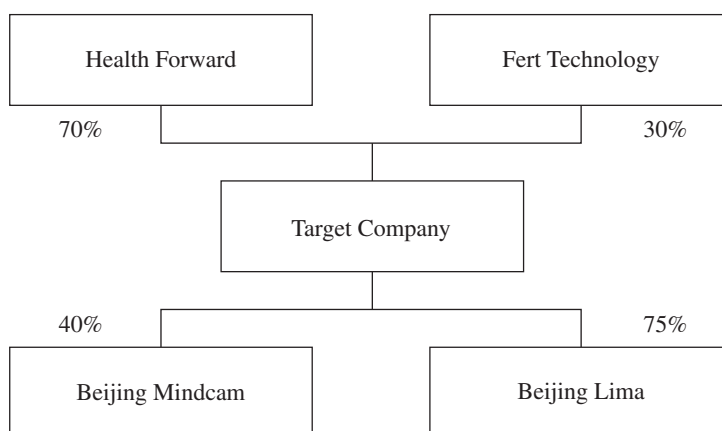 Health Forward
Fert Technology
70%
30%
Target Company
40%
75%
Beijing Mindcam
Beijing Lima